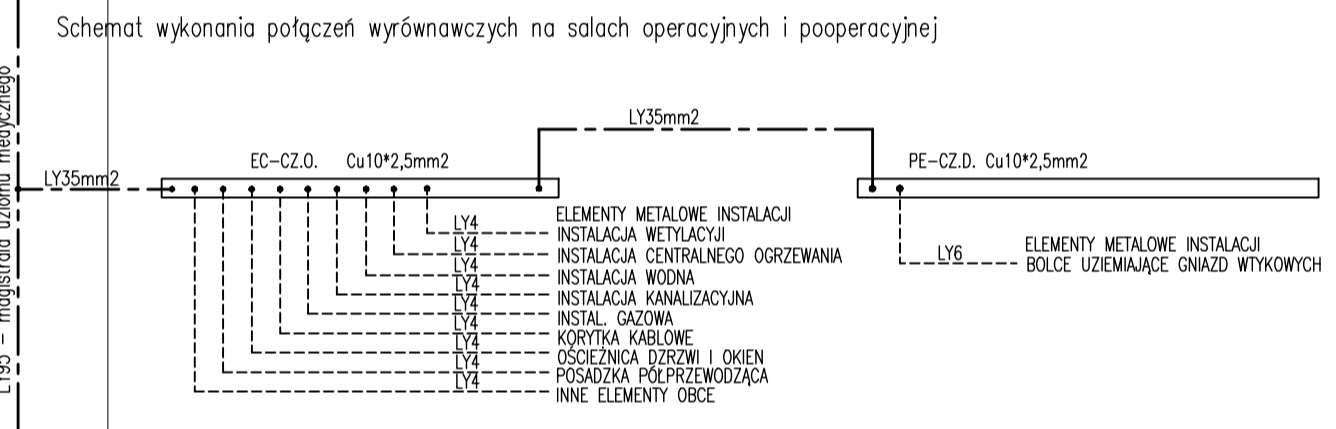 Schemat wykonania połączeń wyrównawczych na salach operacyjnych i pooperacyjnej
LY95 - magistrala uziomu medycznego
LY35mm2
EC-CZ.O. Cu10*2,5mm2
LY35mm2
PE-CZ.D. Cu10*2,5mm2
ELEMENTY METALOWE INSTALACJI
LY4 INSTALACJA WETYLACYJI
LY4 INSTALACJA CENTRALNEGO OGRZEWANIA
LY4 INSTALACJA WODNA
LY4 INSTALACJA KANALIZACYJNA
LY4 INSTAL. GAZOWA
LY4 KORYTKA KABLOWE
LY4 OŚCIEŻNICA DZRZWI I OKIEN
LY4 POSADZKA PÓŁPRZEWODZĄCA
LY4 INNE ELEMENTY OBCE
ELEMENTY METALOWE INSTALACJI
LY6 BOLCE UZIEMIAJĄCE GNIAZD WTYKOWYCH